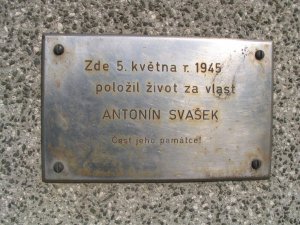 Zde 5. května r. 1945
položil život za vlast
ANTONÍN SVAŠEK
Čest jeho památce!